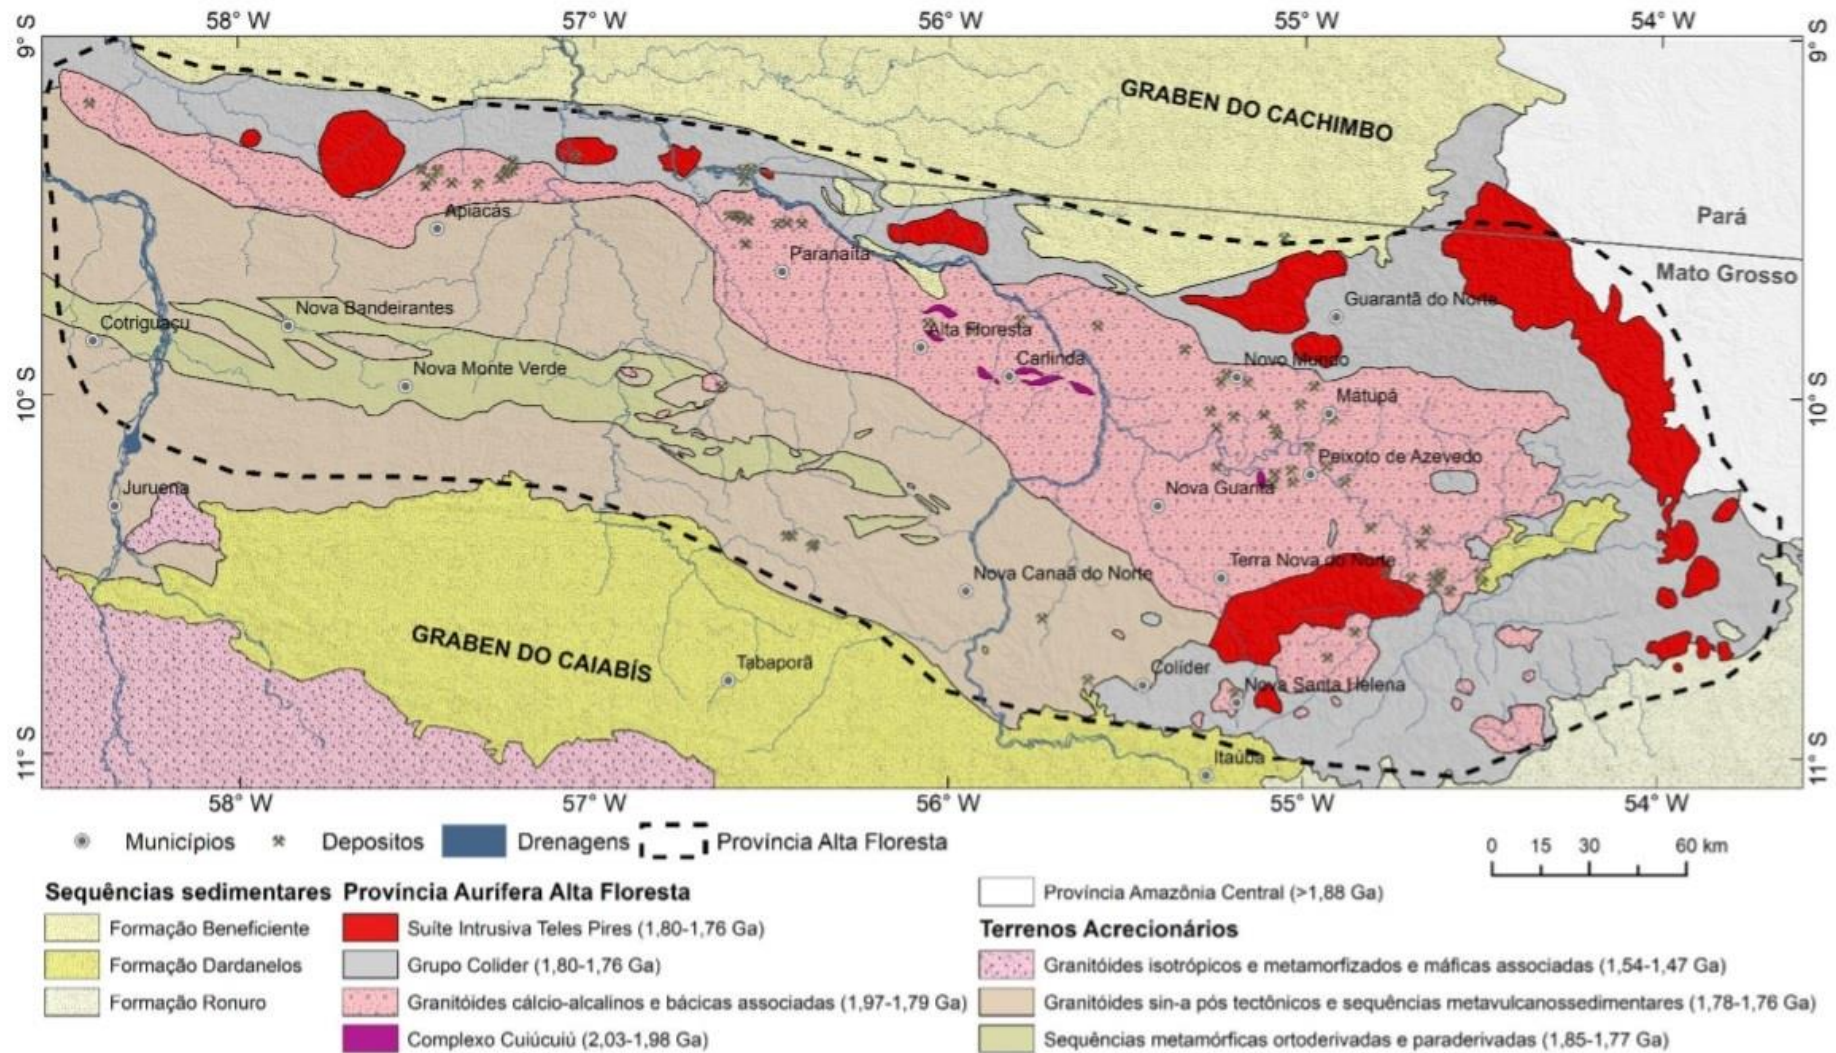 58° W 57° W 56° W 55° W 54° W
9° S 9° S
GRABEN DO CACHIMBO
Pará
Apiacás
Paranaíta
Mato Grosso
Guarantã do Norte
Nova Bandeirantes
Cotriguaçu
Alta Floresta
Carlinda
Novo Mundo
Nova Monte Verde
10° S 10° S
Matupá
Peixoto de Azevedo
Juruena
Nova Guarita
Terra Nova do Norte
Nova Canaã do Norte
GRABEN DO CAIABÍS
Tabaporã
Colíder
Nova Santa Helena
Itaúba
11° S 11° S
58° W 57° W 56° W 55° W 54° W
Municípios Depositos Drenagens Província Alta Floresta
0 15 30 60 km
Sequências sedimentares
Formação Beneficiente
Formação Dardanelos
Formação Ronuro
Província Aurífera Alta Floresta
Suíte Intrusiva Teles Pires (1,80-1,76 Ga)
Grupo Colider (1,80-1,76 Ga)
Granitóides cálcio-alcalinos e bácicas associadas (1,97-1,79 Ga)
Complexo Cuiúcuiú (2,03-1,98 Ga)
Província Amazônia Central (>1,88 Ga)
Terrenos Acrecionários
Granitóides isotrópicos e metamorfizados e máficas associadas (1,54-1,47 Ga)
Granitóides sin-a pós tectônicos e sequências metavulcanossedimentares (1,78-1,76 Ga)
Sequências metamórficas ortoderivadas e paraderivadas (1,85-1,77 Ga)